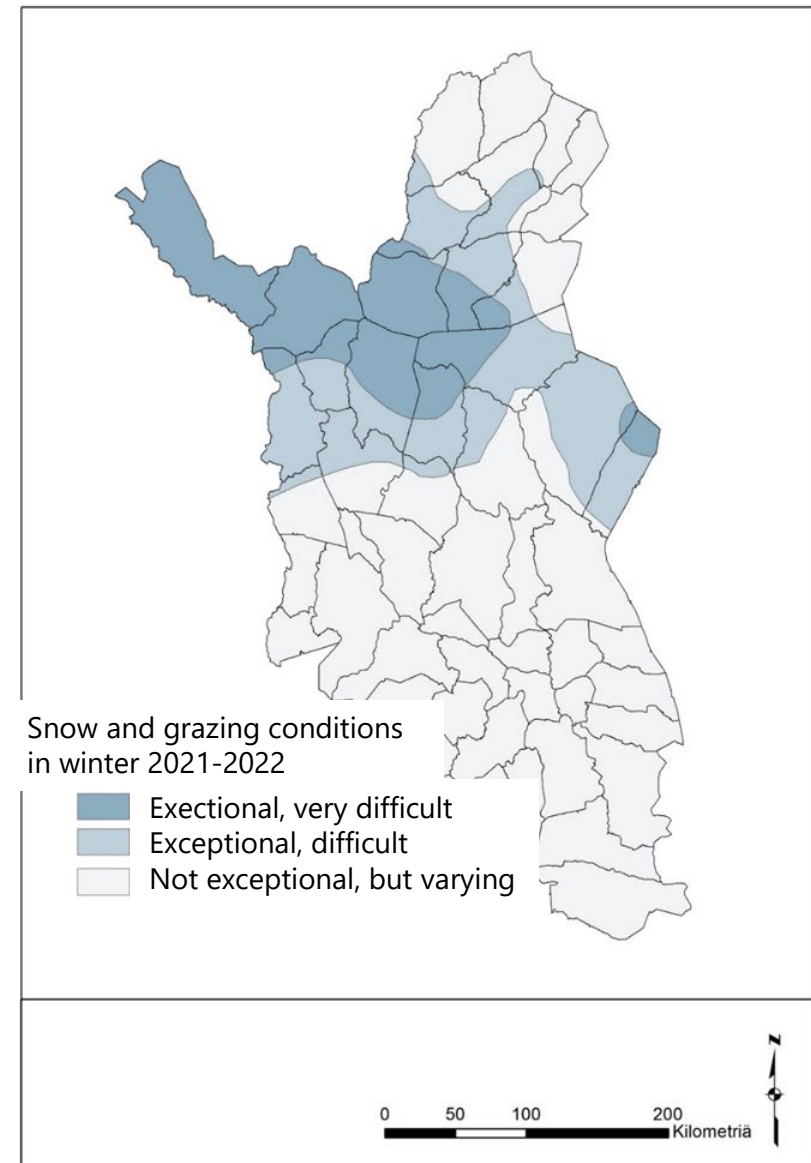 Snow and grazing conditions
in winter 2021-2022
Exectional, very difficult
Exceptional, difficult
Not exceptional, but varying
N
0 50 100 200
Kilometriä